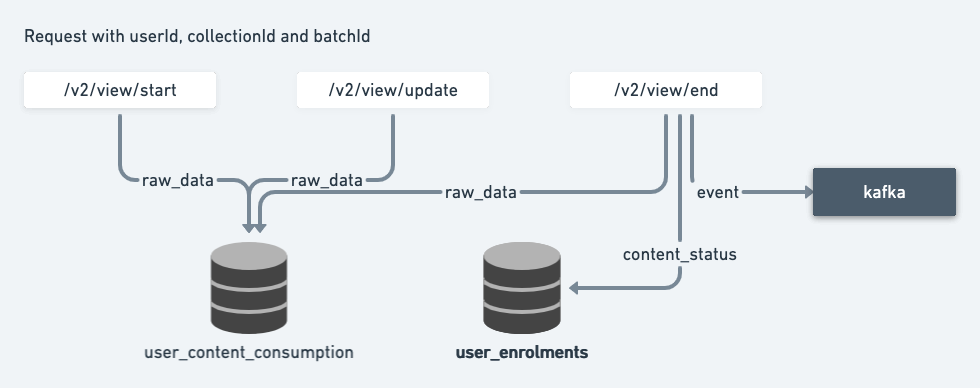 Request with userId, collectionId and batchId
/v2/view/start
/v2/view/update
/v2/view/end
raw_data
raw_data
raw_data
event
kafka
content_status
user_content_consumption
user_enrolments